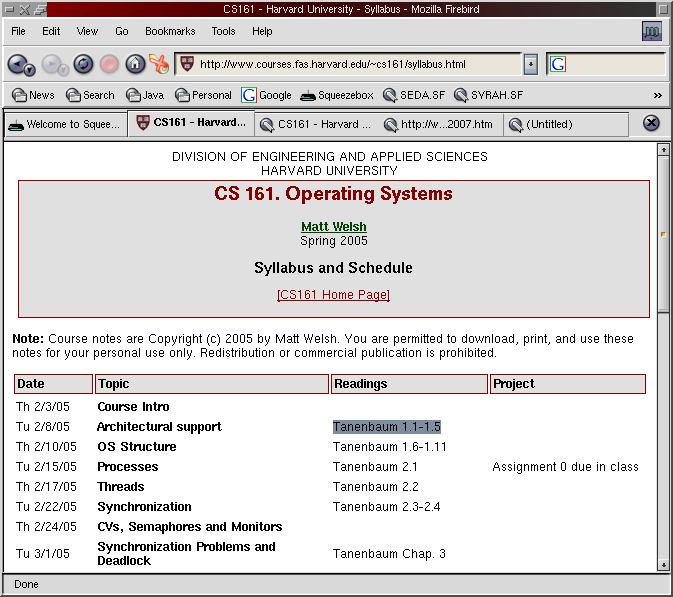 CS161 - Harvard University - Syllabus - Mozilla Firebird
File Edit View Go Bookmarks Tools Help
http://www.courses.fas.harvard.edu/~cs161/syllabus.html G
News Search Java Personal G Google Squeezebox SEDA.SF SYRAH.SF »
Welcome to Squee... CS161 - Harvard... CS161 - Harvard ... http://w...2007.htm (Untitled)
DIVISION OF ENGINEERING AND APPLIED SCIENCES
HARVARD UNIVERSITY
CS 161. Operating Systems
Matt Welsh
Spring 2005
Syllabus and Schedule
[CS161 Home Page]
Note: Course notes are Copyright (c) 2005 by Matt Welsh. You are permitted to download, print, and use these
notes for your personal use only. Redistribution or commercial publication is prohibited.
Date Topic Readings Project
Th 2/3/05 Course Intro
Tu 2/8/05 Architectural support Tanenbaum 1.1-1.5
Th 2/10/05 OS Structure Tanenbaum 1.6-1.11
Tu 2/15/05 Processes Tanenbaum 2.1 Assignment 0 due in class
Th 2/17/05 Threads Tanenbaum 2.2
Tu 2/22/05 Synchronization Tanenbaum 2.3-2.4
Th 2/24/05 CVs, Semaphores and Monitors
Tu 3/1/05 Synchronization Problems and Deadlock Tanenbaum Chap. 3
Done